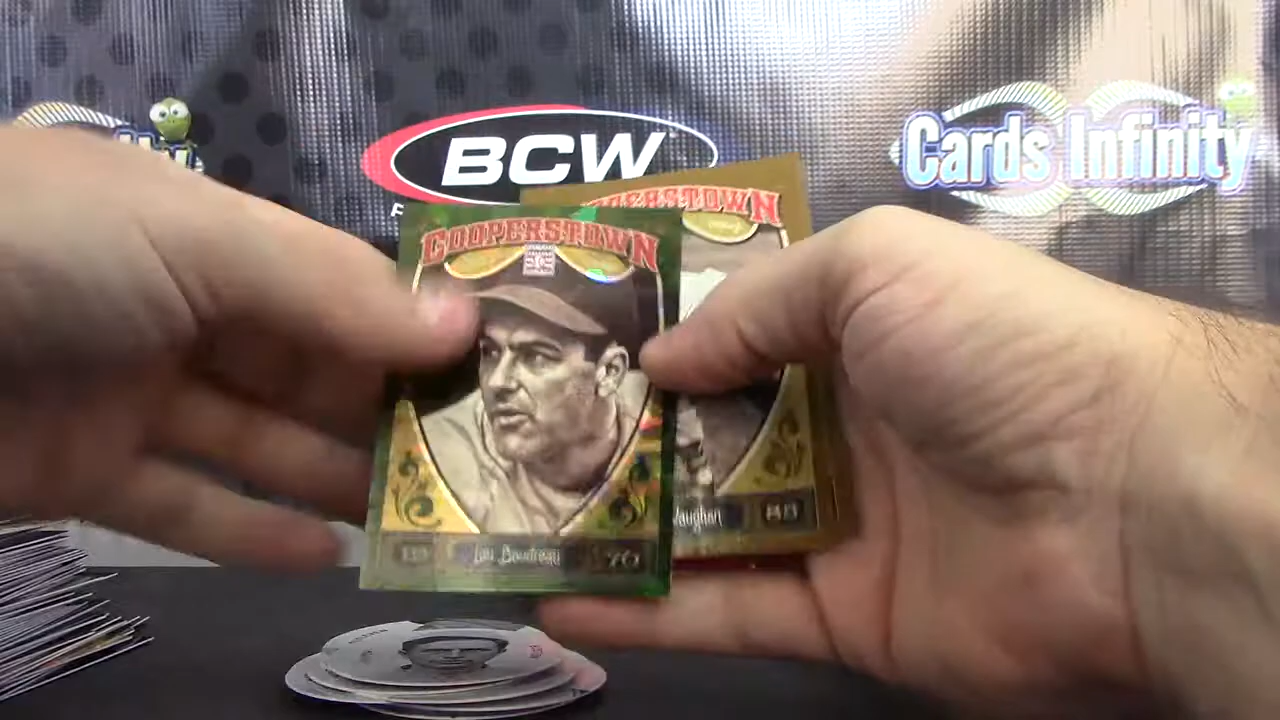 BCW
Cards Infinity
COOPERSTOWN
COOPERSTOWN
Lou Boudreau
Vaughan